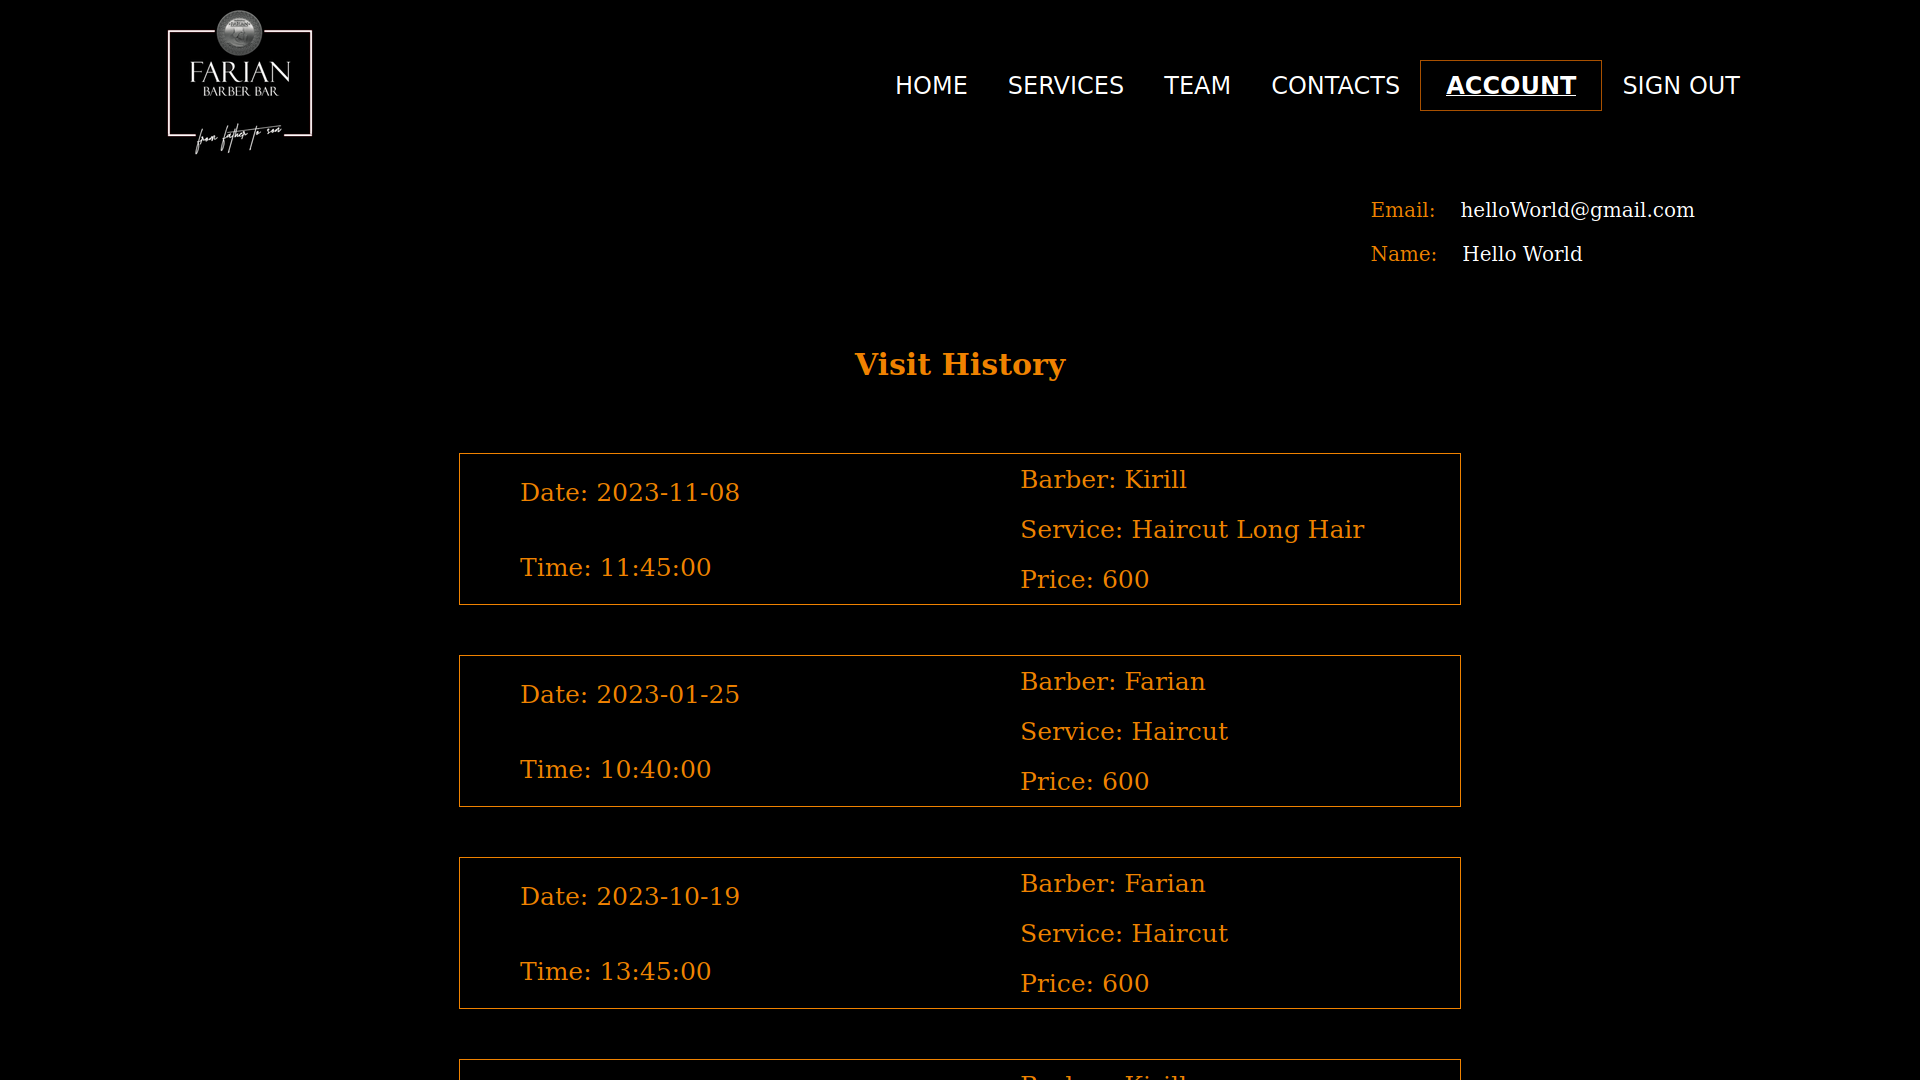 FARIAN
BARBER BAR
from father to son
HOME SERVICES TEAM CONTACTS ACCOUNT SIGN OUT
Email: helloWorld@gmail.com
Name: Hello World
Visit History
Date: 2023-11-08
Time: 11:45:00
Barber: Kirill
Service: Haircut Long Hair
Price: 600
Date: 2023-01-25
Time: 10:40:00
Barber: Farian
Service: Haircut
Price: 600
Date: 2023-10-19
Time: 13:45:00
Barber: Farian
Service: Haircut
Price: 600
Barber: Kirill